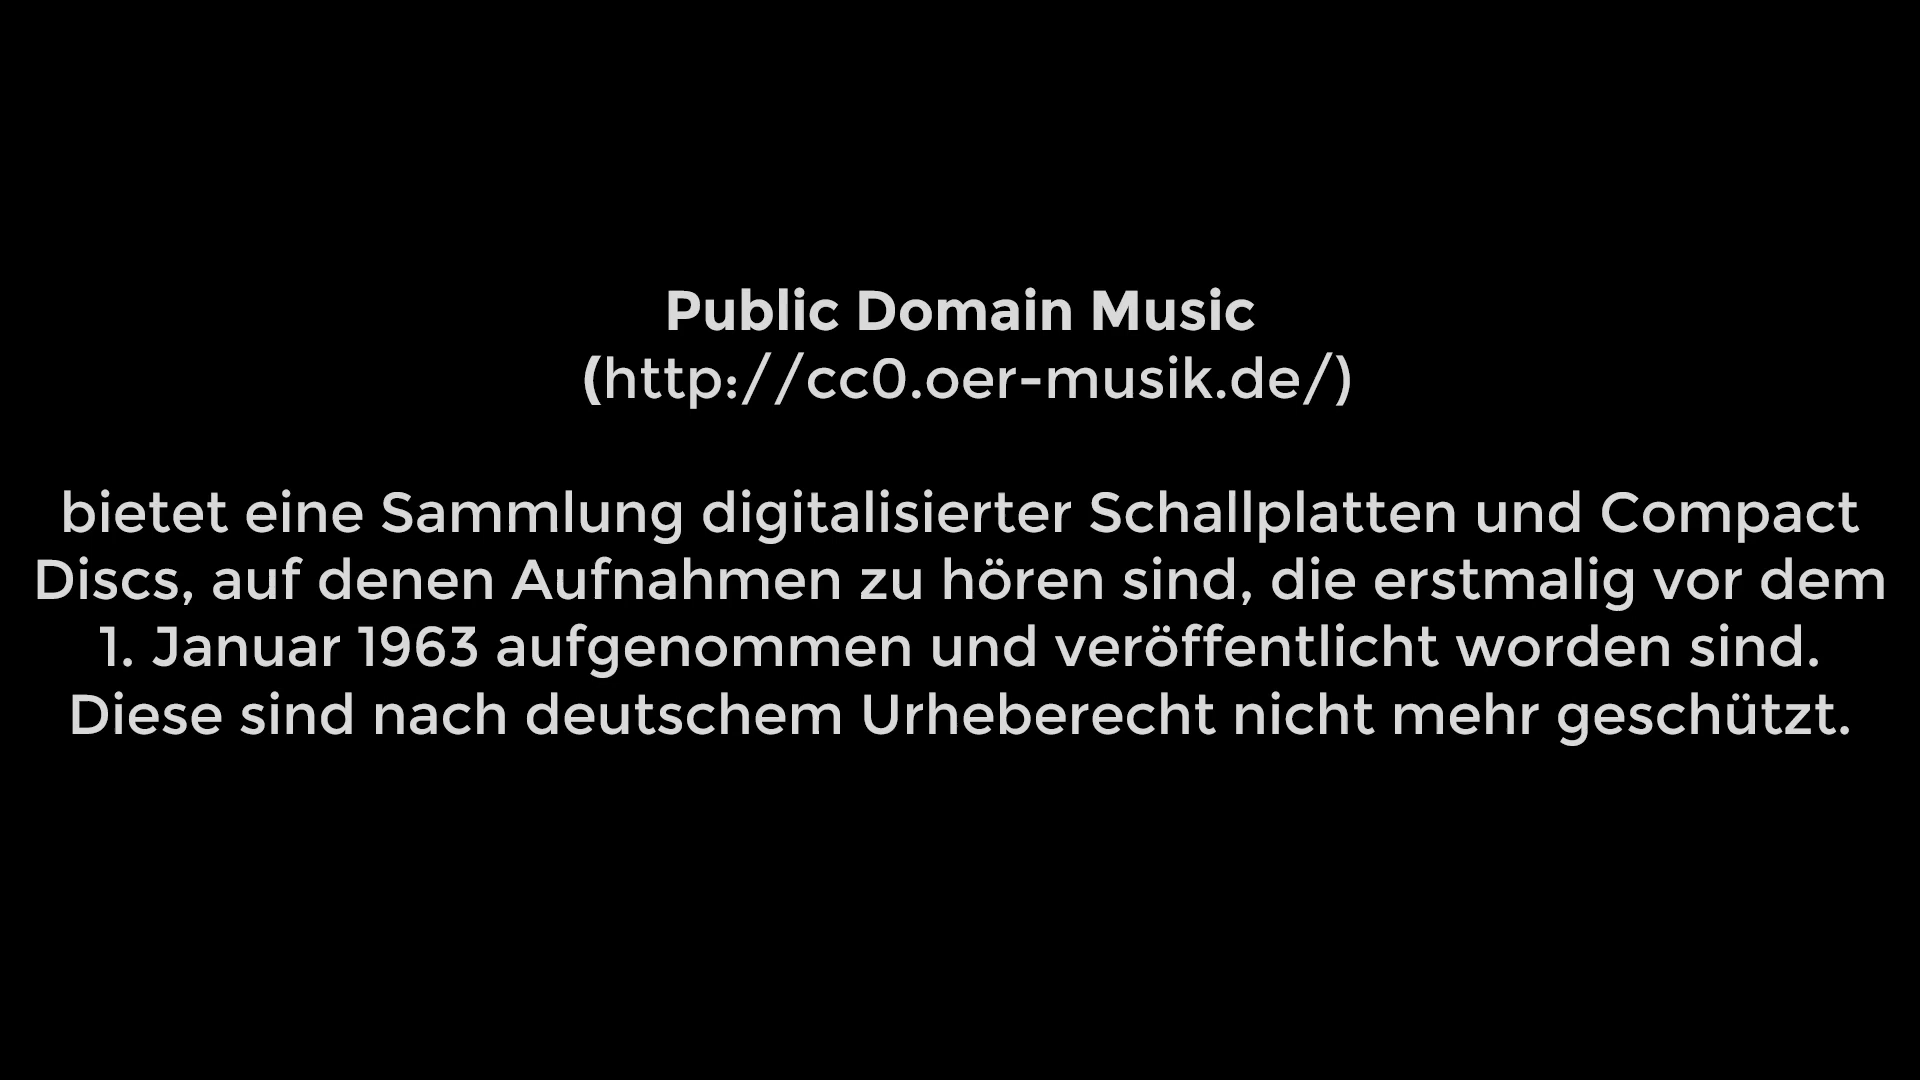 Public Domain Music
(http://cc0.oer-musik.de/)
bietet eine Sammlung digitalisierter Schallplatten und Compact
Discs, auf denen Aufnahmen zu hören sind, die erstmalig vor dem
1. Januar 1963 aufgenommen und veröffentlicht worden sind.
Diese sind nach deutschem Urheberecht nicht mehr geschützt.